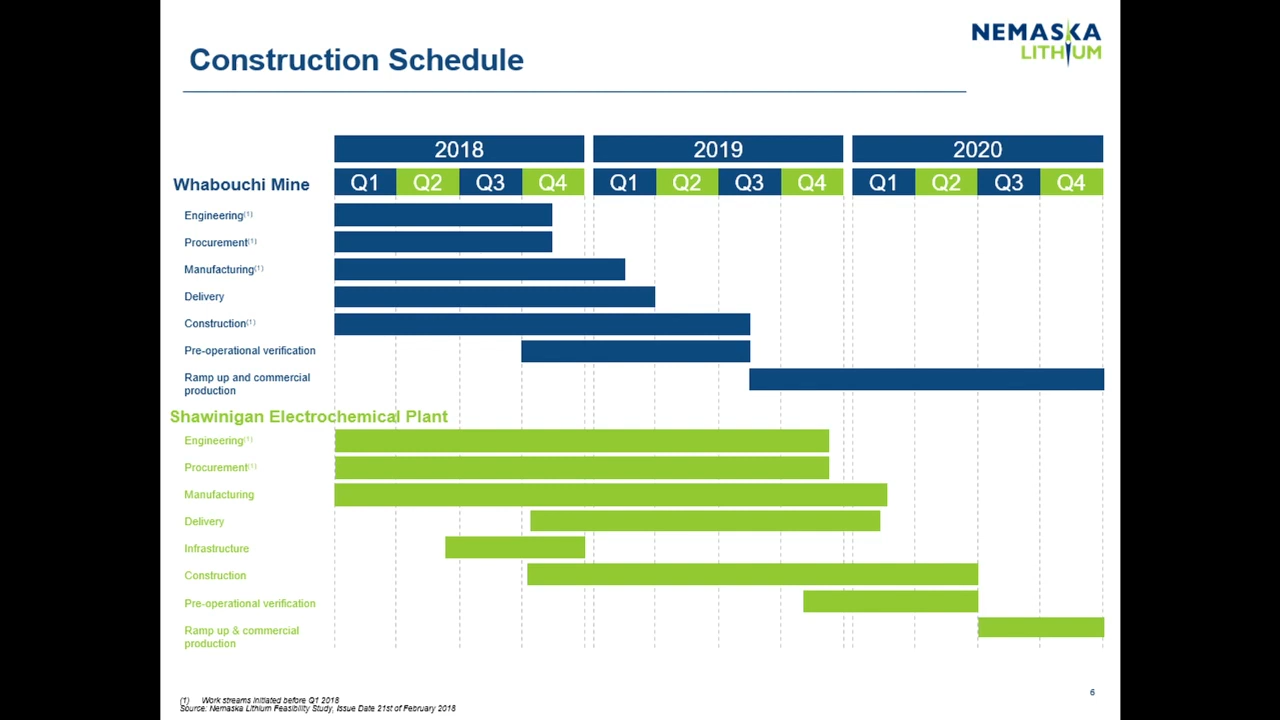 NEMASKA
LITHIUM
Construction Schedule
2018 2019 2020
Whabouchi Mine Q1 Q2 Q3 Q4 Q1 Q2 Q3 Q4 Q1 Q2 Q3 Q4
Engineering(1)
Procurement(1)
Manufacturing(1)
Delivery
Construction(1)
Pre-operational verification
Ramp up and commercial
production
Shawinigan Electrochemical Plant
Engineering(1)
Procurement(1)
Manufacturing
Delivery
Infrastructure
Construction
Pre-operational verification
Ramp up & commercial
production
6
(1) Work streams initiated before Q1 2018
Source: Nemaska Lithium Feasibility Study, Issue Date 21st of February 2018